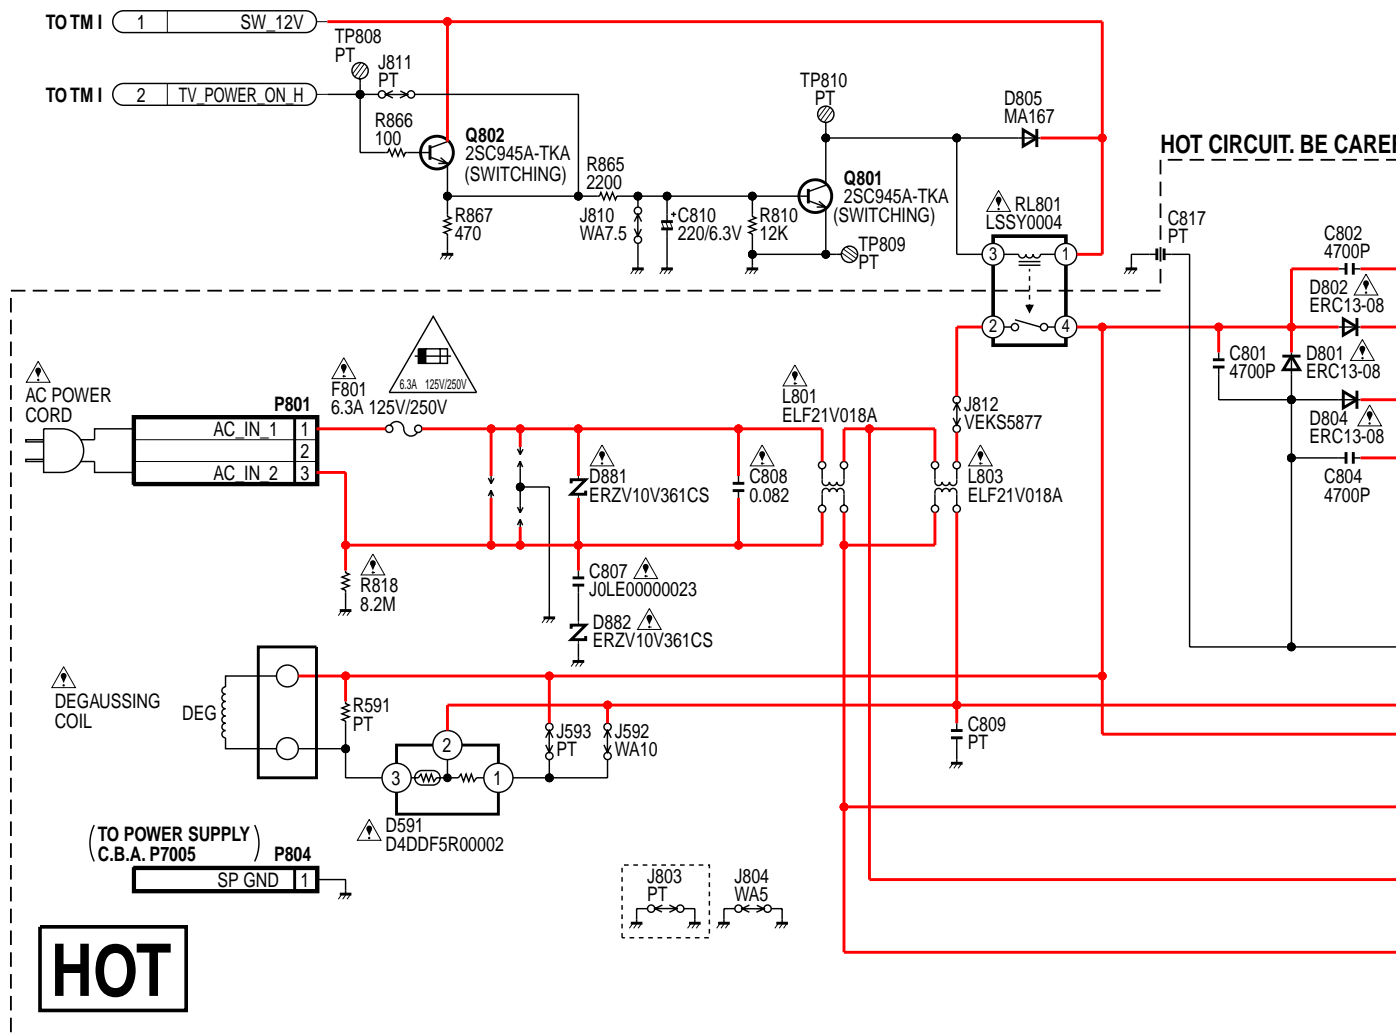 TO TM I 1 SW_12V
TP808
PT
J811
PT
TO TM I 2 TV_POWER_ON_H
R866
100
Q802
2SC945A-TKA
(SWITCHING)
R867
470
R865
2200
J810
WA7.5
+ C810
220/6.3V
R810
12K
TP810
PT
Q801
2SC945A-TKA
(SWITCHING)
TP809
PT
D805
MA167
RL801
LSSY0004
3 1
2 4
HOT CIRCUIT. BE
C817
PT
C802
4700P
D802
ERC13-08
C801
4700P
D801
ERC13-08
D804
ERC13-08
C804
4700P
AC POWER
CORD
P801
AC_IN_1 1
2
AC_IN_2 3
F801
6.3A 125V/250V
6.3A 125V/250V
R818
8.2M
D881
ERZV10V361CS
C807
J0LE00000023
D882
ERZV10V361CS
C808
0.082
L801
ELF21V018A
J812
VEKS5877
L803
ELF21V018A
DEGAUSSING
COIL
DEG
R591
PT
2
3 1
D591
D4DDF5R00002
J593
PT
J592
WA10
C809
PT
(TO POWER SUPPLY
C.B.A. P7005) P804
SP GND 1
J803
PT
J804
WA5
HOT